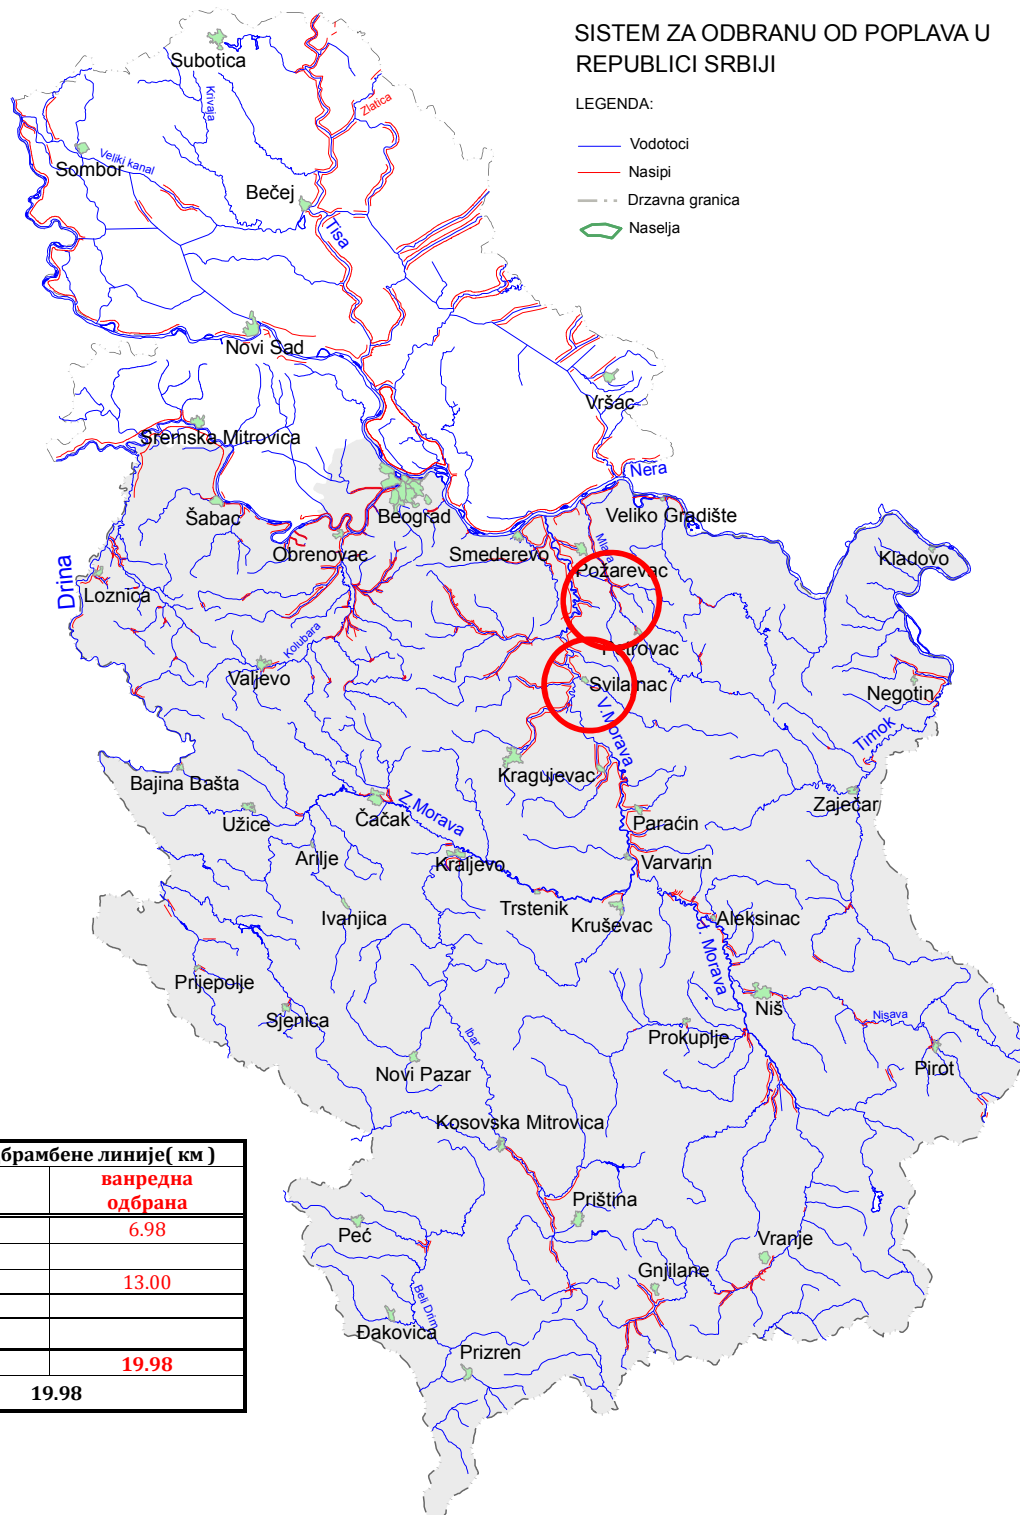 SISTEM ZA ODBRANU OD POPLAVA U
REPUBLICI SRBIJI
LEGENDA:
Vodotoci
Nasipi
Drzavna granica
Naselja
Subotica
Krivaja
Zlatica
Sombor
Veliki kanal
Bečej
Tisa
Novi Sad
Vršac
Sremska Mitrovica
Nera
Šabac
Beograd
Veliko Gradište
Obrenovac
Smederevo
Mlava
Požarevac
Kladovo
Drina
Loznica
Kolubara
Petrovac
Valjevo
Svilajnac
Negotin
V.Morava
Timok
Bajina Bašta
Kragujevac
Zaječar
Užice
Čačak
Z.Morava
Paraćin
Arilje
Kraljevo
Varvarin
Ivanjica
Trstenik
Kruševac
Aleksinac
J. Morava
Prijepolje
Sjenica
Niš
Nisava
Ibar
Prokuplje
Novi Pazar
Pirot
Kosovska Mitrovica
Priština
Peć
Vranje
Gnjilane
Beli Drim
Đakovica
Prizren
брамбене линије( км )
ванредна
одбрана
6.98
13.00
19.98
19.98